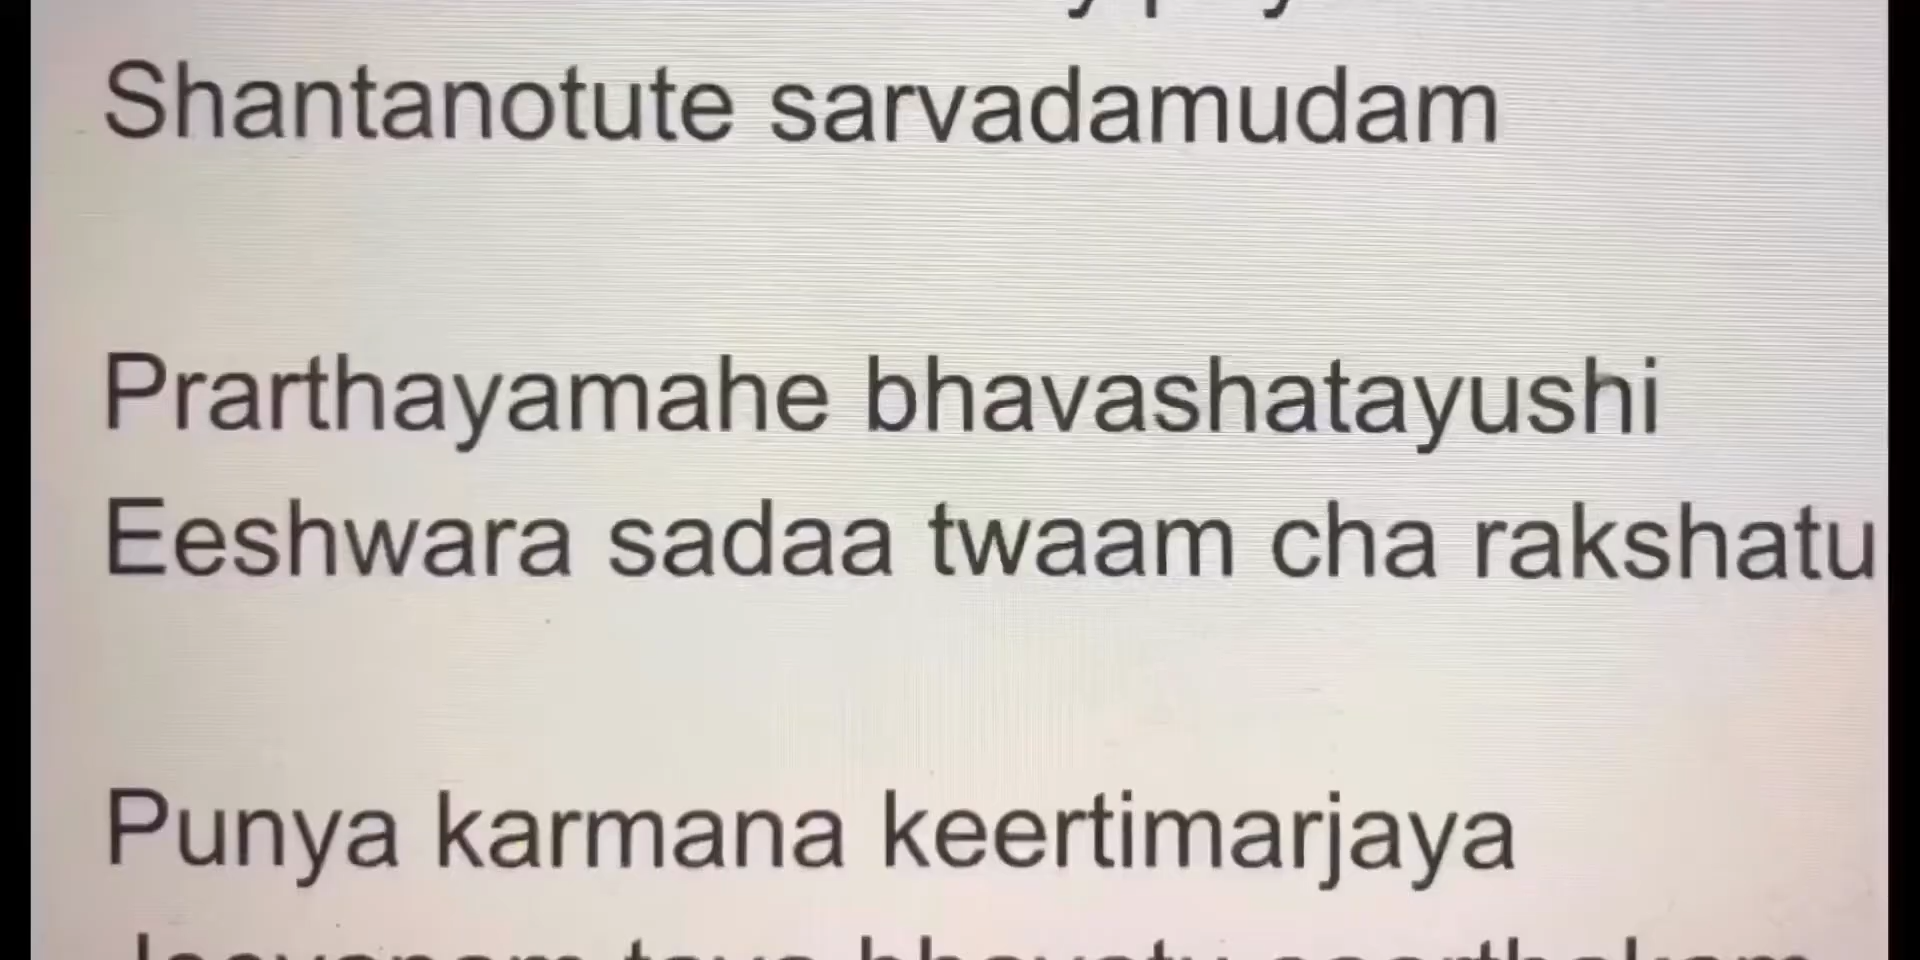 Shantanotute sarvadamudam
Prarthayamahe bhavashatayushi
Eeshwara sadaa twaam cha rakshatu
Punya karmana keertimarjaya